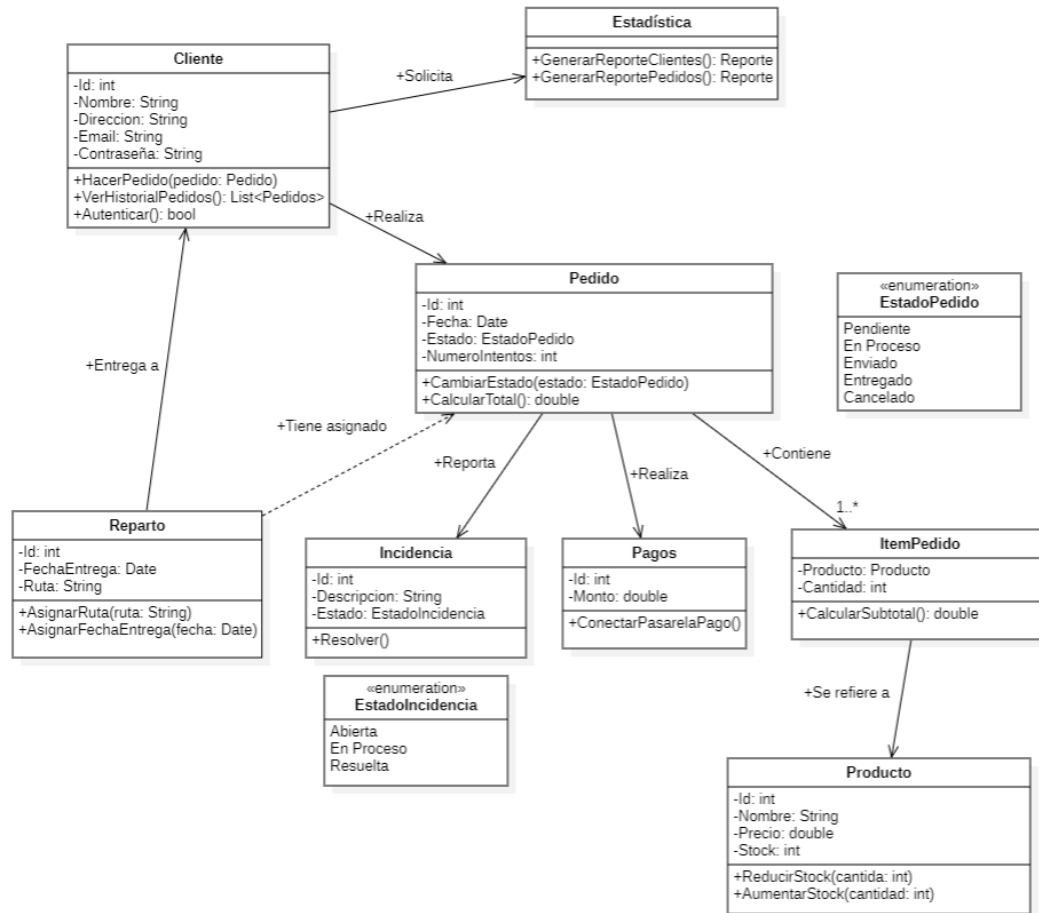 Estadística
+GenerarReporteClientes(): Reporte
+GenerarReportePedidos(): Reporte
Cliente
-Id: int
-Nombre: String
-Direccion: String
-Email: String
-Contraseña: String
+HacerPedido(pedido: Pedido)
+VerHistorialPedidos(): List<Pedidos>
+Autenticar(): bool
+Solicita
+Realiza
Pedido
-Id: int
-Fecha: Date
-Estado: EstadoPedido
-NumeroIntentos: int
+CambiarEstado(estado: EstadoPedido)
+CalcularTotal(): double
«enumeration»
EstadoPedido
Pendiente
En Proceso
Enviado
Entregado
Cancelado
+Entrega a
+Tiene asignado
+Reporta
+Realiza
+Contiene
1..*
Reparto
-Id: int
-FechaEntrega: Date
-Ruta: String
+AsignarRuta(ruta: String)
+AsignarFechaEntrega(fecha: Date)
Incidencia
-Id: int
-Descripcion: String
-Estado: EstadoIncidencia
+Resolver()
Pagos
-Id: int
-Monto: double
+ConectarPasarelaPago()
ItemPedido
-Producto: Producto
-Cantidad: int
+CalcularSubtotal(): double
«enumeration»
EstadoIncidencia
Abierta
En Proceso
Resuelta
+Se refiere a
Producto
-Id: int
-Nombre: String
-Precio: double
-Stock: int
+ReducirStock(cantida: int)
+AumentarStock(cantidad: int)